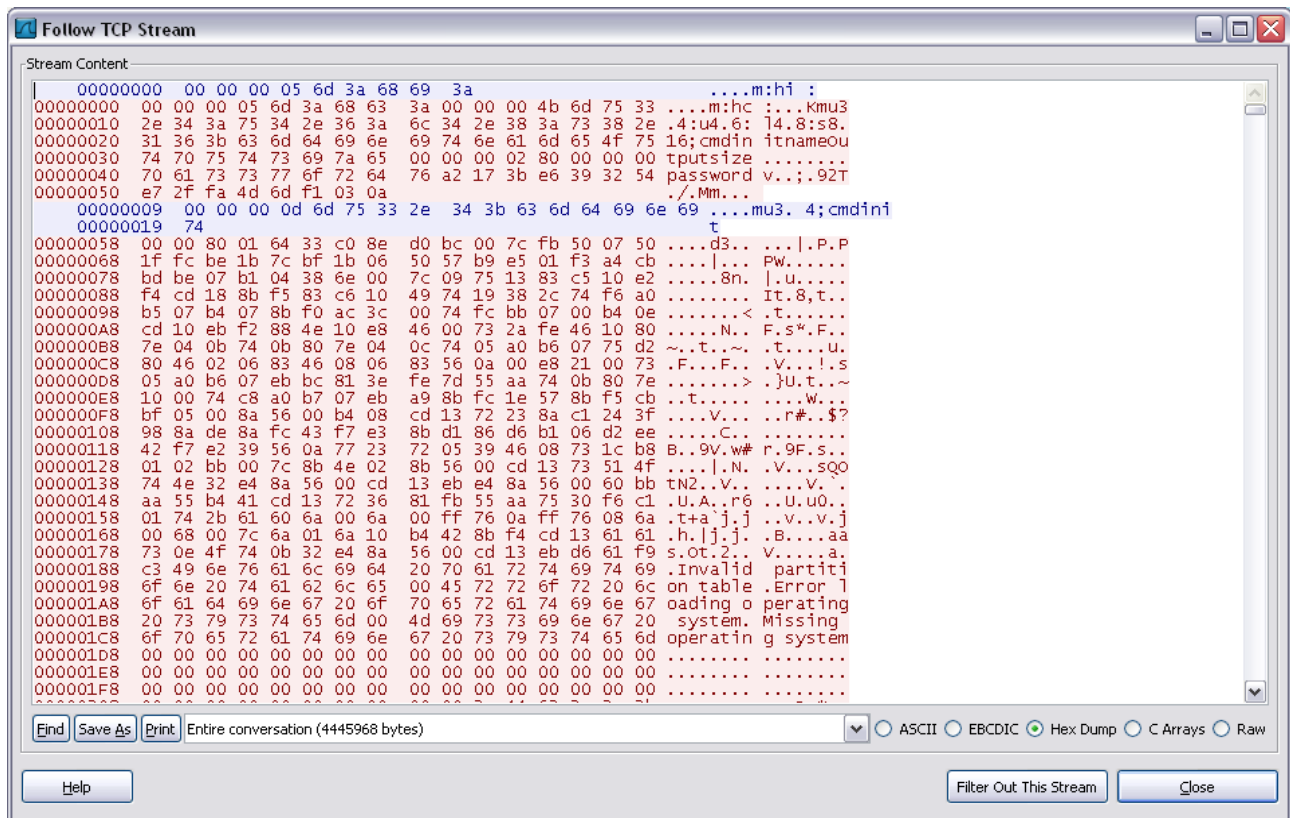 Follow TCP Stream
Stream Content
00000000 00 00 00 05 6d 3a 68 69 3a ....m:hi :
00000000 00 00 00 05 6d 3a 68 63 3a 00 00 00 4b 6d 75 33 ....m:hc :...Kmu3
00000010 2e 34 3a 75 34 2e 36 3a 6c 34 2e 38 3a 73 38 2e .4:u4.6: l4.8:s8.
00000020 31 36 3b 63 6d 64 69 6e 69 74 6e 61 6d 65 4f 75 16;cmdin itnameOu
00000030 74 70 75 74 73 69 7a 65 00 00 00 02 80 00 00 00 tputsize ........
00000040 70 61 73 73 77 6f 72 64 76 a2 17 3b e6 39 32 54 password v..;.92T
00000050 e7 2f fa 4d 6d f1 03 0a ./.Mm...
00000009 00 00 00 0d 6d 75 33 2e 34 3b 63 6d 64 69 6e 69 ....mu3. 4;cmdini
00000019 74 t
00000058 00 00 80 01 64 33 c0 8e d0 bc 00 7c fb 50 07 50 ....d3.. ...|.P.P
00000068 1f fc be 1b 7c bf 1b 06 50 57 b9 e5 01 f3 a4 cb ....|... PW......
00000078 bd be 07 b1 04 38 6e 00 7c 09 75 13 83 c5 10 e2 .....8n. |.u.....
00000088 f4 cd 18 8b f5 83 c6 10 49 74 19 38 2c 74 f6 a0 ........ It.8,t..
00000098 b5 07 b4 07 8b f0 ac 3c 00 74 fc bb 07 00 b4 0e .......< .t......
000000A8 cd 10 eb f2 88 4e 10 e8 46 00 73 2a fe 46 10 80 .....N.. F.s*.F..
000000B8 7e 04 0b 74 0b 80 7e 04 0c 74 05 a0 b6 07 75 d2 ~..t..~. .t....u.
000000C8 80 46 02 06 83 46 08 06 83 56 0a 00 e8 21 00 73 .F...F.. .V...!.s
000000D8 05 a0 b6 07 eb bc 81 3e fe 7d 55 aa 74 0b 80 7e .......> .}U.t..~
000000E8 10 00 74 c8 a0 b7 07 eb a9 8b fc 1e 57 8b f5 cb ..t..... ....W...
000000F8 bf 05 00 8a 56 00 b4 08 cd 13 72 23 8a c1 24 3f ....V... ..r#..$?
00000108 98 8a de 8a fc 43 f7 e3 8b d1 86 d6 b1 06 d2 ee .....C.. ........
00000118 42 f7 e2 39 56 0a 77 23 72 05 39 46 08 73 1c b8 B..9V.w# r.9F.s..
00000128 01 02 bb 00 7c 8b 4e 02 8b 56 00 cd 13 73 51 4f ....|.N. .V...sQO
00000138 74 4e 32 e4 8a 56 00 cd 13 eb e4 8a 56 00 60 bb tN2..V.. ....V.`.
00000148 aa 55 b4 41 cd 13 72 36 81 fb 55 aa 75 30 f6 c1 .U.A..r6 ..U.u0..
00000158 01 74 2b 61 60 6a 00 6a 00 ff 76 0a ff 76 08 6a .t+a`j.j ..v..v.j
00000168 00 68 00 7c 6a 01 6a 10 b4 42 8b f4 cd 13 61 61 .h.|j.j. .B....aa
00000178 73 0e 4f 74 0b 32 e4 8a 56 00 cd 13 eb d6 61 f9 s.Ot.2.. V.....a.
00000188 c3 49 6e 76 61 6c 69 64 20 70 61 72 74 69 74 69 .Invalid partiti
00000198 6f 6e 20 74 61 62 6c 65 00 45 72 72 6f 72 20 6c on table .Error l
000001A8 6f 61 64 69 6e 67 20 6f 70 65 72 61 74 69 6e 67 oading o perating
000001B8 20 73 79 73 74 65 6d 00 4d 69 73 73 69 6e 67 20 system. Missing
000001C8 6f 70 65 72 61 74 69 6e 67 20 73 79 73 74 65 6d operatin g system
000001D8 00 00 00 00 00 00 00 00 00 00 00 00 00 00 00 00 ........ ........
000001E8 00 00 00 00 00 00 00 00 00 00 00 00 00 00 00 00 ........ ........
000001F8 00 00 00 00 00 00 00 00 00 00 00 00 00 00 00 00 ........ ........
Find Save As Print Entire conversation (4445968 bytes) ASCII EBCDIC Hex Dump C Arrays Raw
Help Filter Out This Stream Close